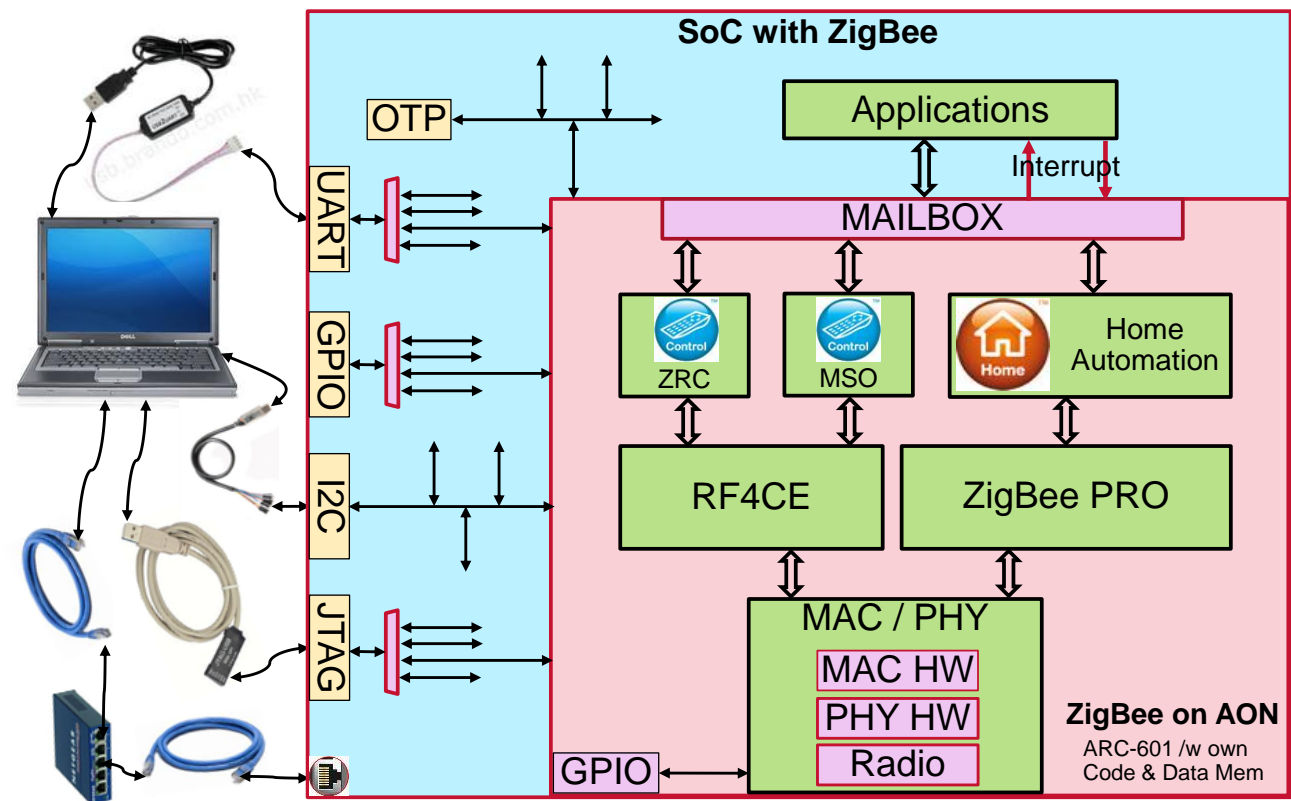 SoC with ZigBee
OTP
Applications
Interrupt
UART
MAILBOX
GPIO
Control
ZRC
Control
MSO
Home
Home
Automation
DELL
I2C
RF4CE
ZigBee PRO
JTAG
MAC / PHY
MAC HW
PHY HW
Radio
GPIO
ZigBee on AON
ARC-601 /w own
Code & Data Mem
NETGEAR